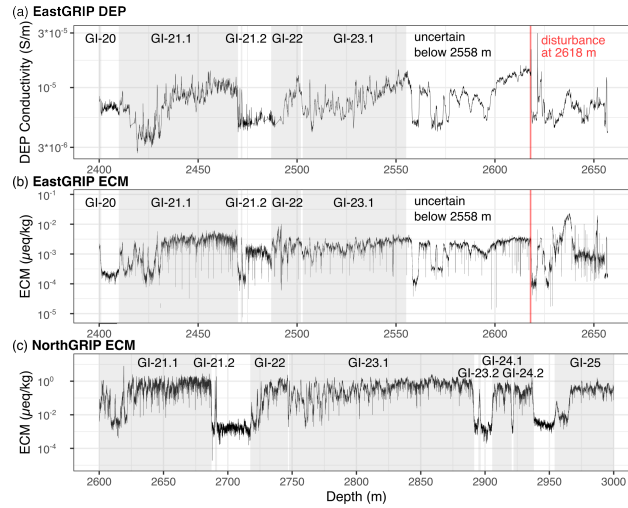 (a) EastGRIP DEP
DEP Conductivity (S/m)
3*10⁻⁵
10⁻⁵
3*10⁻⁶
GI-20 GI-21.1 GI-21.2 GI-22 GI-23.1
uncertain
below 2558 m
disturbance
at 2618 m
2400 2450 2500 2550 2600 2650
(b) EastGRIP ECM
ECM (μeq/kg)
10⁻¹
10⁻²
10⁻³
10⁻⁴
10⁻⁵
GI-20 GI-21.1 GI-21.2 GI-22 GI-23.1
uncertain
below 2558 m
2400 2450 2500 2550 2600 2650
(c) NorthGRIP ECM
ECM (μeq/kg)
10⁰
10⁻²
10⁻⁴
GI-21.1 GI-21.2 GI-22 GI-23.1 GI-24.1 GI-25
GI-23.2 GI-24.2
2600 2650 2700 2750 2800 2850 2900 2950 3000
Depth (m)